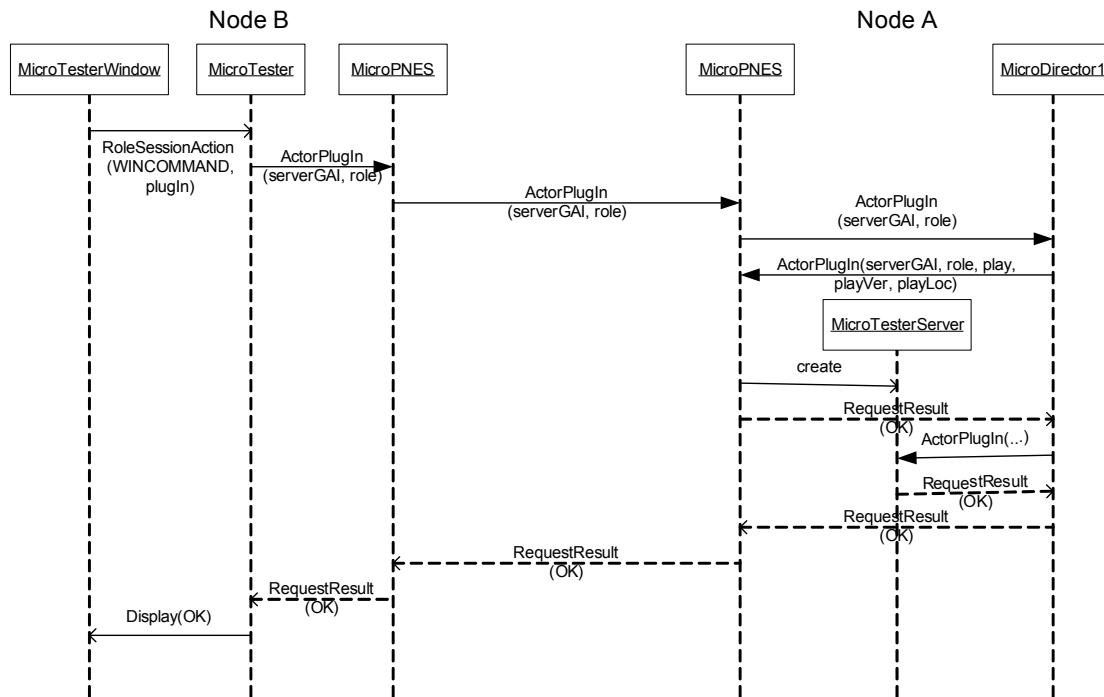 Node B
Node A
MicroTesterWindow
MicroTester
MicroPNES
MicroPNES
MicroDirector1
RoleSessionAction
(WINCOMMAND,
plugIn)
ActorPlugIn
(serverGAI, role)
ActorPlugIn
(serverGAI, role)
ActorPlugIn
(serverGAI, role)
ActorPlugIn(serverGAI, role, play,
playVer, playLoc)
MicroTesterServer
create
RequestResult
(OK)
ActorPlugIn(...)
RequestResult
(OK)
RequestResult
(OK)
RequestResult
(OK)
RequestResult
(OK)
Display(OK)